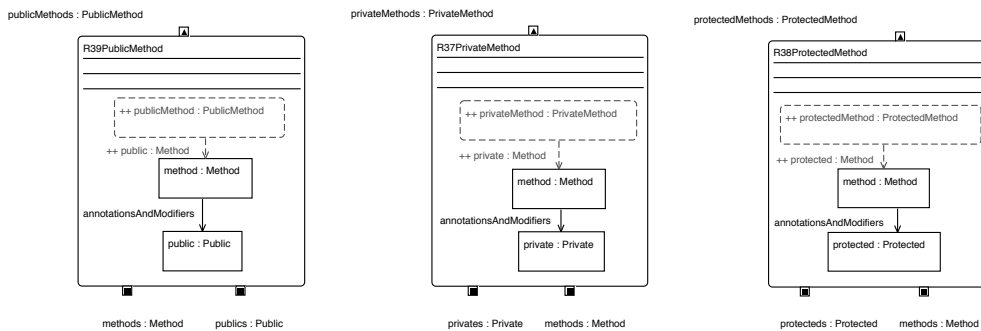 publicMethods : PublicMethod
R39PublicMethod
++ publicMethod : PublicMethod
++ public : Method
method : Method
annotationsAndModifiers
public : Public
methods : Method
publics : Public
privateMethods : PrivateMethod
R37PrivateMethod
++ privateMethod : PrivateMethod
++ private : Method
method : Method
annotationsAndModifiers
private : Private
privates : Private
methods : Method
protectedMethods : ProtectedMethod
R38ProtectedMethod
++ protectedMethod : ProtectedMethod
++ protected : Method
method : Method
annotationsAndModifiers
protected : Protected
protecteds : Protected
methods : Method